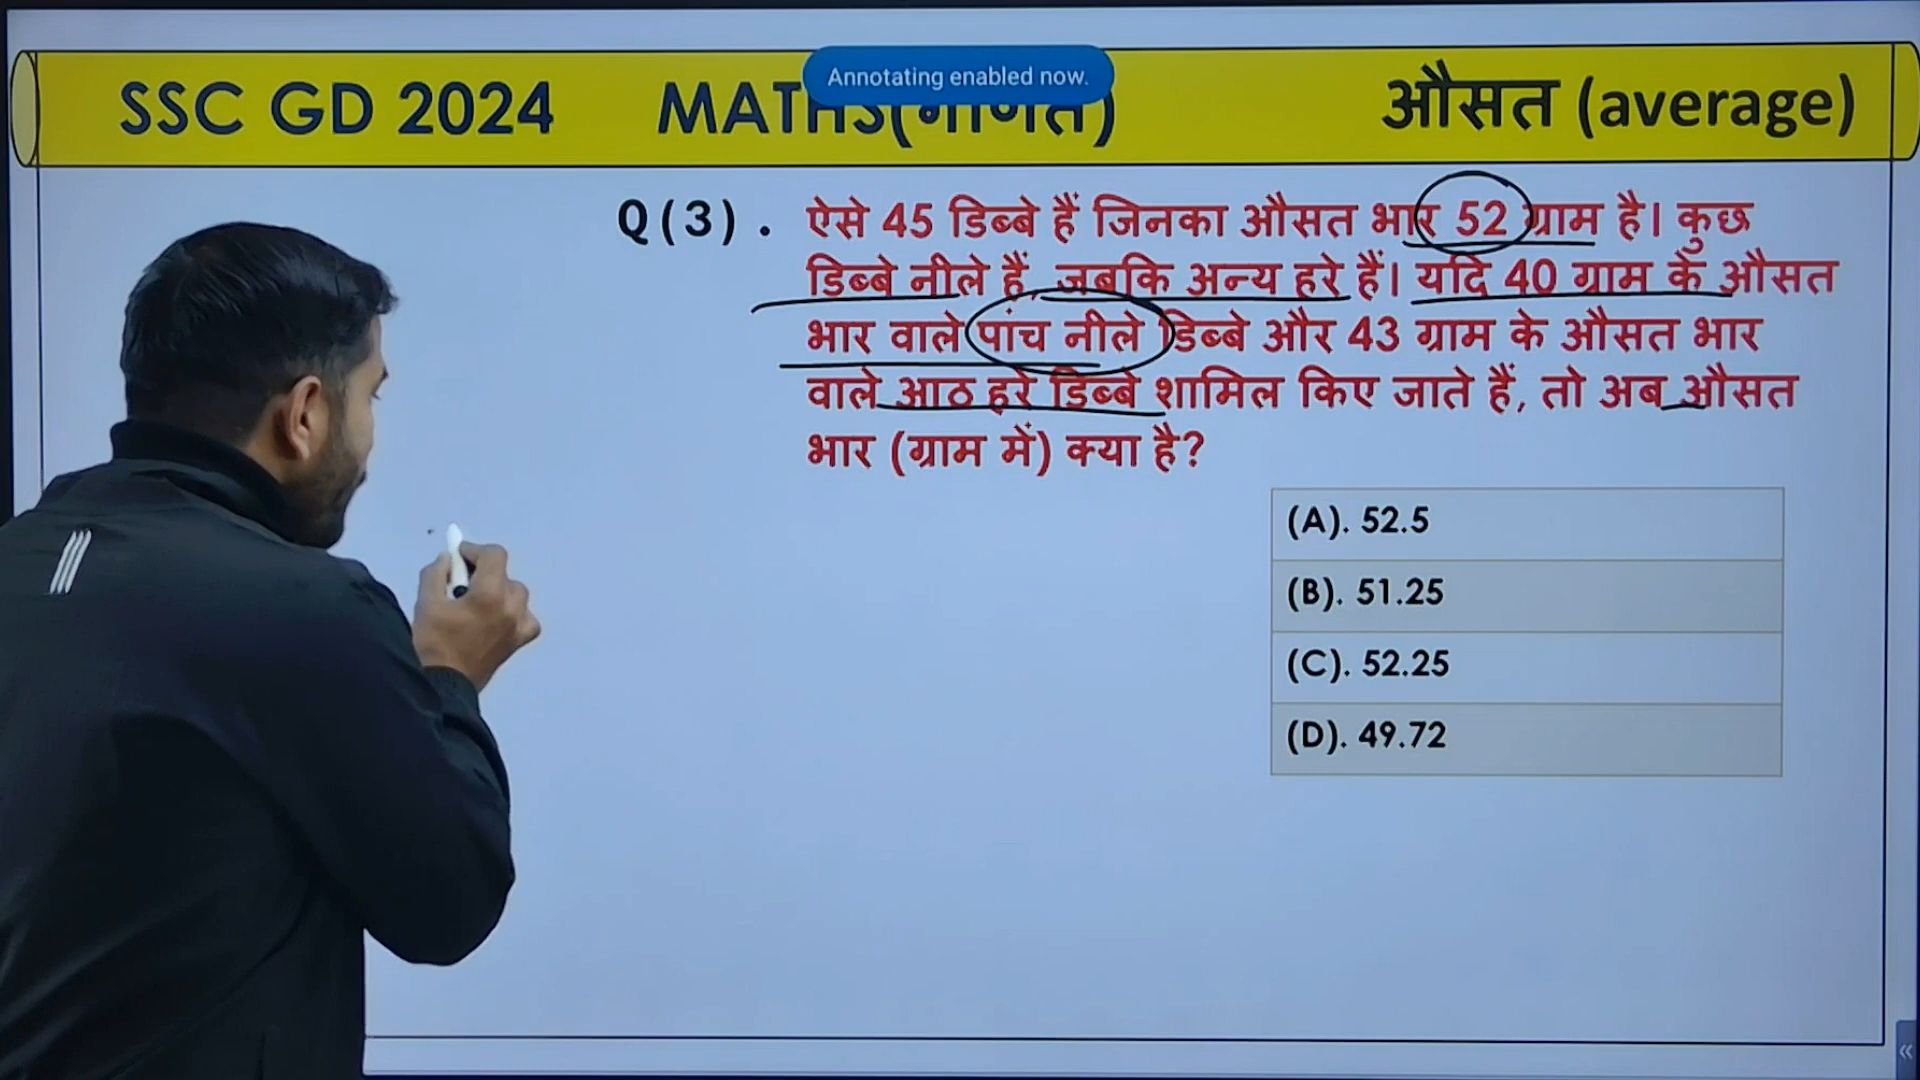 SSC GD 2024 MATHS(गणित) औसत (average)
Annotating enabled now.
Q(3). ऐसे 45 डिब्बे हैं जिनका औसत भार 52 ग्राम है। कुछ
डिब्बे नीले हैं, जबकि अन्य हरे हैं। यदि 40 ग्राम के औसत
भार वाले पांच नीले डिब्बे और 43 ग्राम के औसत भार
वाले आठ हरे डिब्बे शामिल किए जाते हैं, तो अब औसत
भार (ग्राम में) क्या है?
(A). 52.5
(B). 51.25
(C). 52.25
(D). 49.72